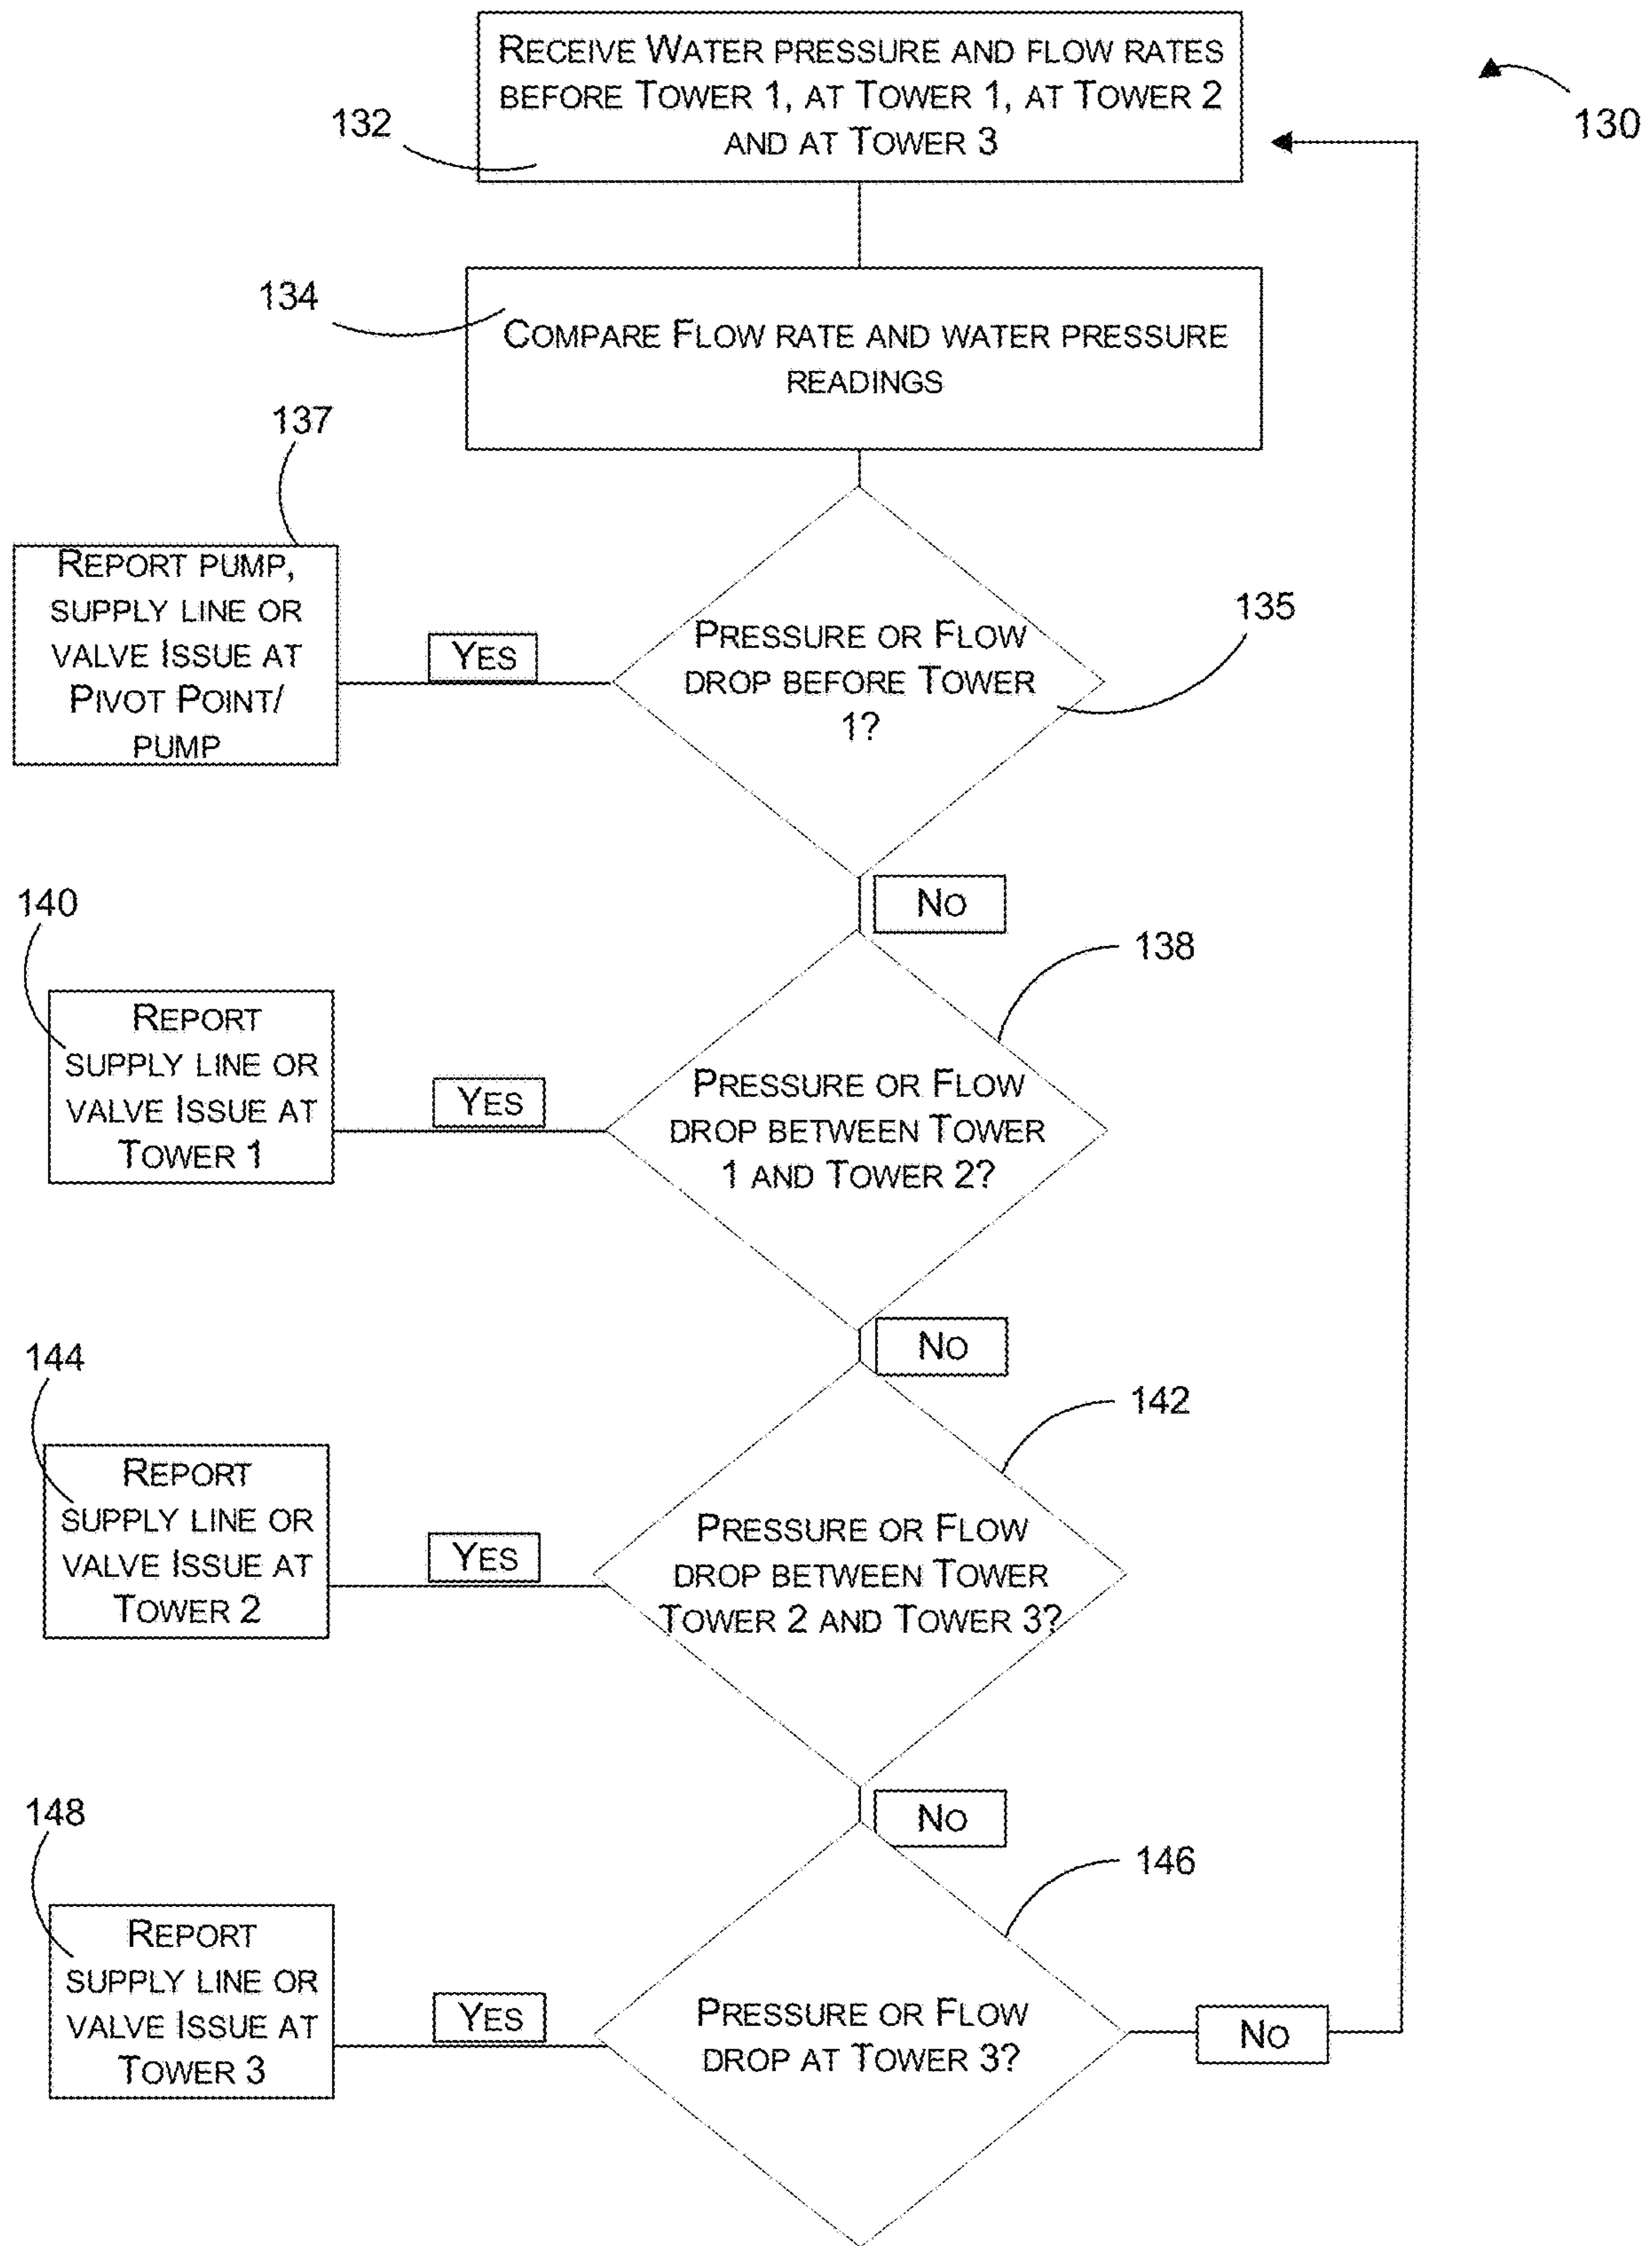 RECEIVE WATER PRESSURE AND FLOW RATES
BEFORE TOWER 1, AT TOWER 1, AT TOWER 2
AND AT TOWER 3
132
130
134
COMPARE FLOW RATE AND WATER PRESSURE
READINGS
137
REPORT PUMP,
SUPPLY LINE OR
VALVE ISSUE AT
PIVOT POINT/
PUMP
YES
PRESSURE OR FLOW
DROP BEFORE TOWER
1?
135
NO
140
138
REPORT
SUPPLY LINE OR
VALVE ISSUE AT
TOWER 1
YES
PRESSURE OR FLOW
DROP BETWEEN TOWER
1 AND TOWER 2?
NO
144
142
REPORT
SUPPLY LINE OR
VALVE ISSUE AT
TOWER 2
YES
PRESSURE OR FLOW
DROP BETWEEN TOWER
TOWER 2 AND TOWER 3?
NO
148
146
REPORT
SUPPLY LINE OR
VALVE ISSUE AT
TOWER 3
YES
PRESSURE OR FLOW
DROP AT TOWER 3?
NO